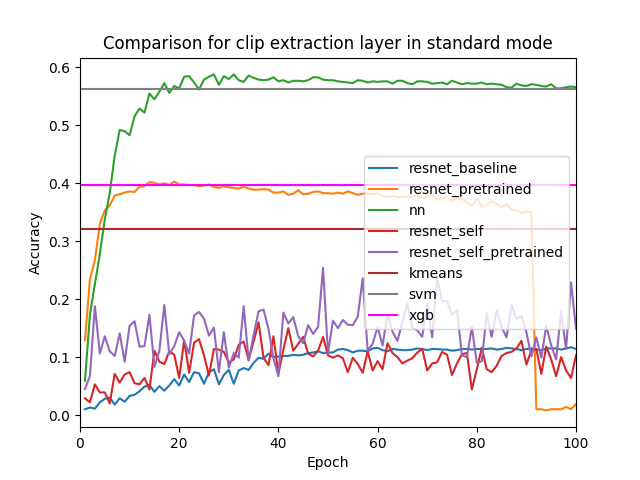 Comparison for clip extraction layer in standard mode
0.6
0.5
0.4
0.3
0.2
0.1
0.0
Accuracy
resnet_baseline
resnet_pretrained
nn
resnet_self
resnet_self_pretrained
kmeans
svm
xgb
0 20 40 60 80 100
Epoch